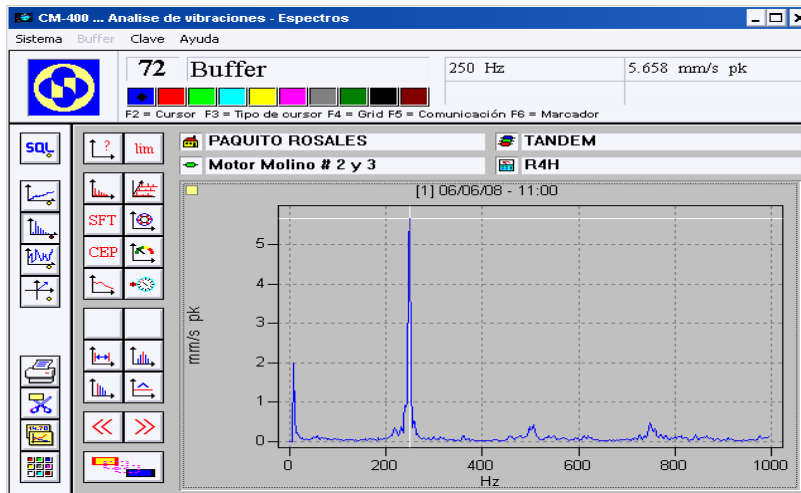 CM-400 ... Analise de vibraciones - Espectros
Sistema Buffer Clave Ayuda
72 Buffer 250 Hz 5.658 mm/s pk
F2 = Cursor F3 = Tipo de cursor F4 = Grid F5 = Comunicación F6 = Marcador
SQL ? lim PAQUITO ROSALES TANDEM
Motor Molino # 2 y 3 R4H
[1] 06/06/08 - 11:00
SFT
CEP
mm/s pk
5
4
3
2
1
0
0 200 400 600 800 1000
Hz
14.70
<< >>